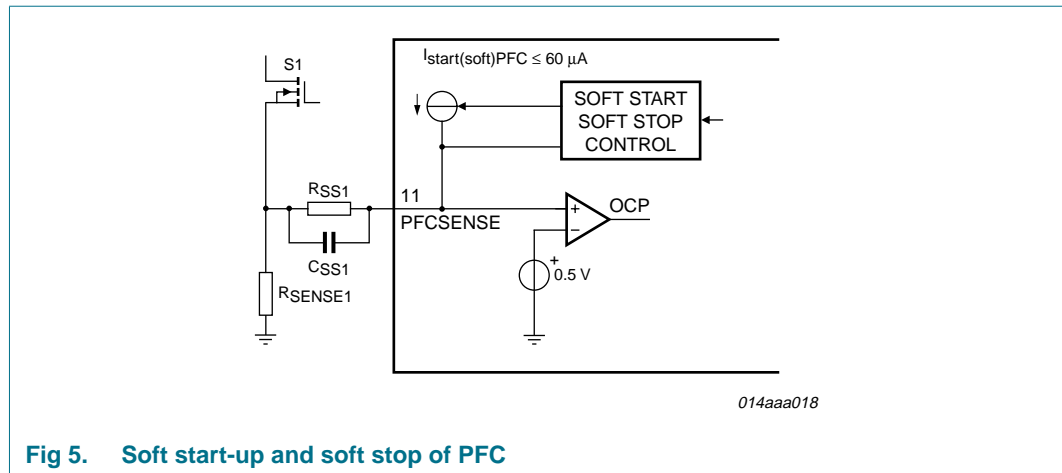 Istart(soft)PFC ≤ 60 μA
S1
SOFT START
SOFT STOP
CONTROL
RSS1
11
PFCSENSE
OCP
+
−
CSS1
+
0.5 V
RSENSE1
014aaa018
Fig 5. Soft start-up and soft stop of PFC